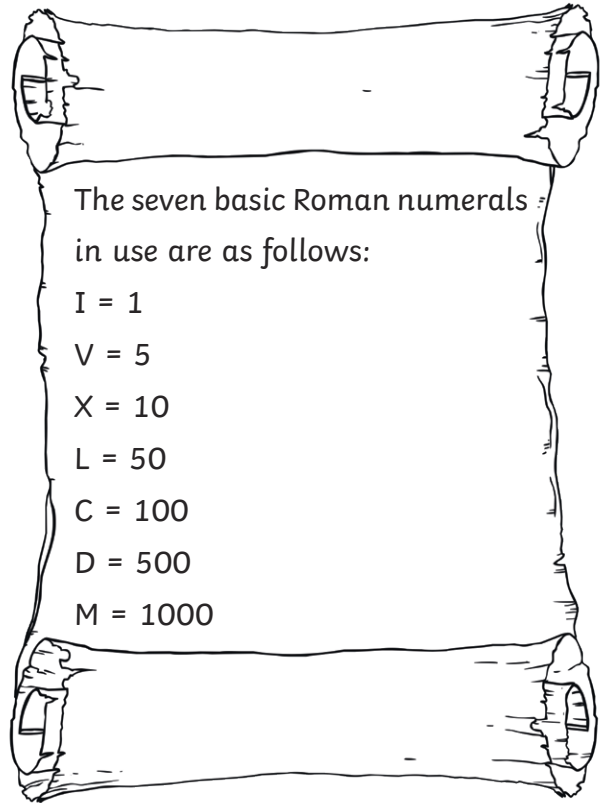 The seven basic Roman numerals
in use are as follows:
I = 1
V = 5
X = 10
L = 50
C = 100
D = 500
M = 1000